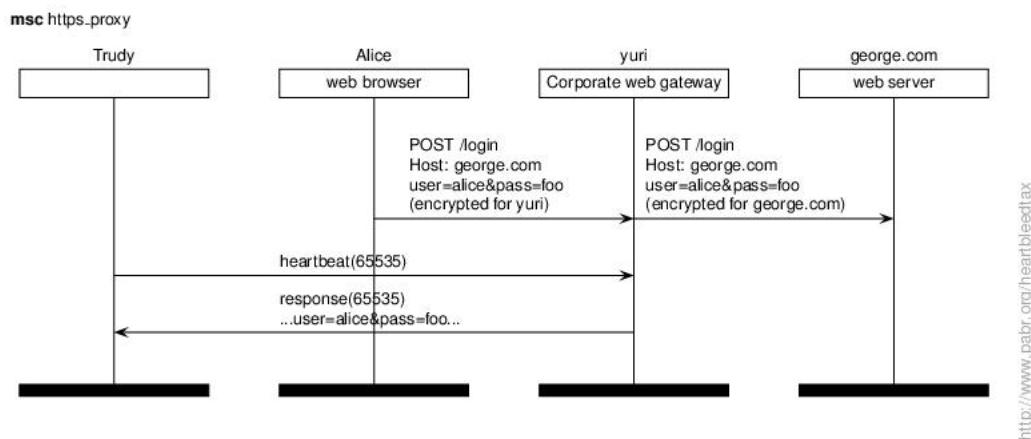 msc https_proxy
Trudy
Alice
yuri
george.com
web browser
Corporate web gateway
web server
POST /login
Host: george.com
user=alice&pass=foo
(encrypted for yuri)
POST /login
Host: george.com
user=alice&pass=foo
(encrypted for george.com)
heartbeat(65535)
response(65535)
...user=alice&pass=foo...
http://www.pabr.org/heartbleedtax